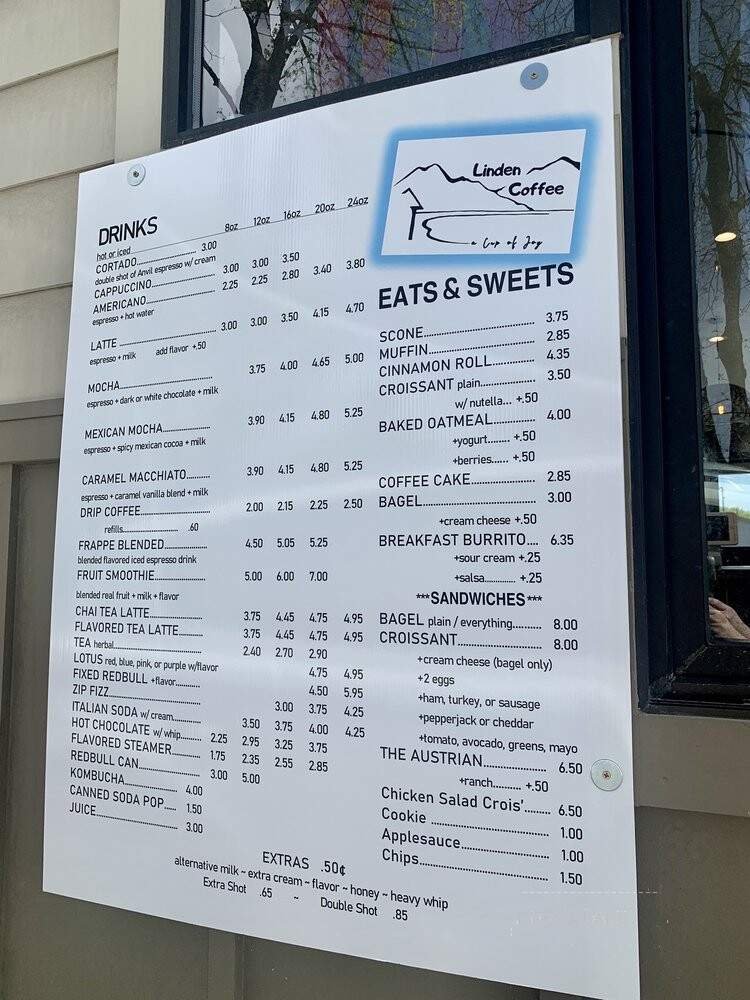 Linden
Coffee
a Cup of Joy
DRINKS 8oz 12oz 16oz 20oz 24oz
hot or iced
CORTADO 3.00
double shot of Anvil espresso w/ cream
CAPPUCCINO 3.00 3.00 3.50
AMERICANO 2.25 2.25 2.80 3.40 3.80
espresso + hot water
LATTE 3.00 3.00 3.50 4.15 4.70
espresso + milk add flavor +.50
MOCHA 3.75 4.00 4.65 5.00
espresso + dark or white chocolate + milk
MEXICAN MOCHA 3.90 4.15 4.80 5.25
espresso + spicy mexican cocoa + milk
CARAMEL MACCHIATO 3.90 4.15 4.80 5.25
espresso + caramel vanilla blend + milk
DRIP COFFEE 2.00 2.15 2.25 2.50
refills .60
FRAPPE BLENDED 4.50 5.05 5.25
blended flavored iced espresso drink
FRUIT SMOOTHIE 5.00 6.00 7.00
blended real fruit + milk + flavor
CHAI TEA LATTE 3.75 4.45 4.75 4.95
FLAVORED TEA LATTE 3.75 4.45 4.75 4.95
TEA herbal 2.40 2.70 2.90
LOTUS red, blue, pink, or purple w/flavor 4.75 4.95
FIXED REDBULL +flavor 4.50 5.95
ZIP FIZZ 3.00 3.75 4.25
ITALIAN SODA w/ cream 3.50 3.75 4.00 4.25
HOT CHOCOLATE w/ whip 2.25 2.95 3.25 3.75
FLAVORED STEAMER 1.75 2.35 2.55 2.85
REDBULL CAN 3.00 5.00
KOMBUCHA 4.00
CANNED SODA POP 1.50
JUICE 3.00
EATS & SWEETS
SCONE 3.75
MUFFIN 2.85
CINNAMON ROLL 4.35
CROISSANT plain 3.50
w/ nutella... +.50
BAKED OATMEAL 4.00
+yogurt........ +.50
+berries...... +.50
COFFEE CAKE 2.85
BAGEL 3.00
+cream cheese +.50
BREAKFAST BURRITO.... 6.35
+sour cream +.25
+salsa............. +.25
***SANDWICHES***
BAGEL plain / everything.......... 8.00
CROISSANT 8.00
+cream cheese (bagel only)
+2 eggs
+ham, turkey, or sausage
+pepperjack or cheddar
+tomato, avocado, greens, mayo
THE AUSTRIAN 6.50
+ranch.......... +.50
Chicken Salad Crois' 6.50
Cookie 1.00
Applesauce 1.00
Chips 1.50
EXTRAS .50¢
alternative milk ~ extra cream ~ flavor ~ honey ~ heavy whip
Extra Shot .65 ~ Double Shot .85